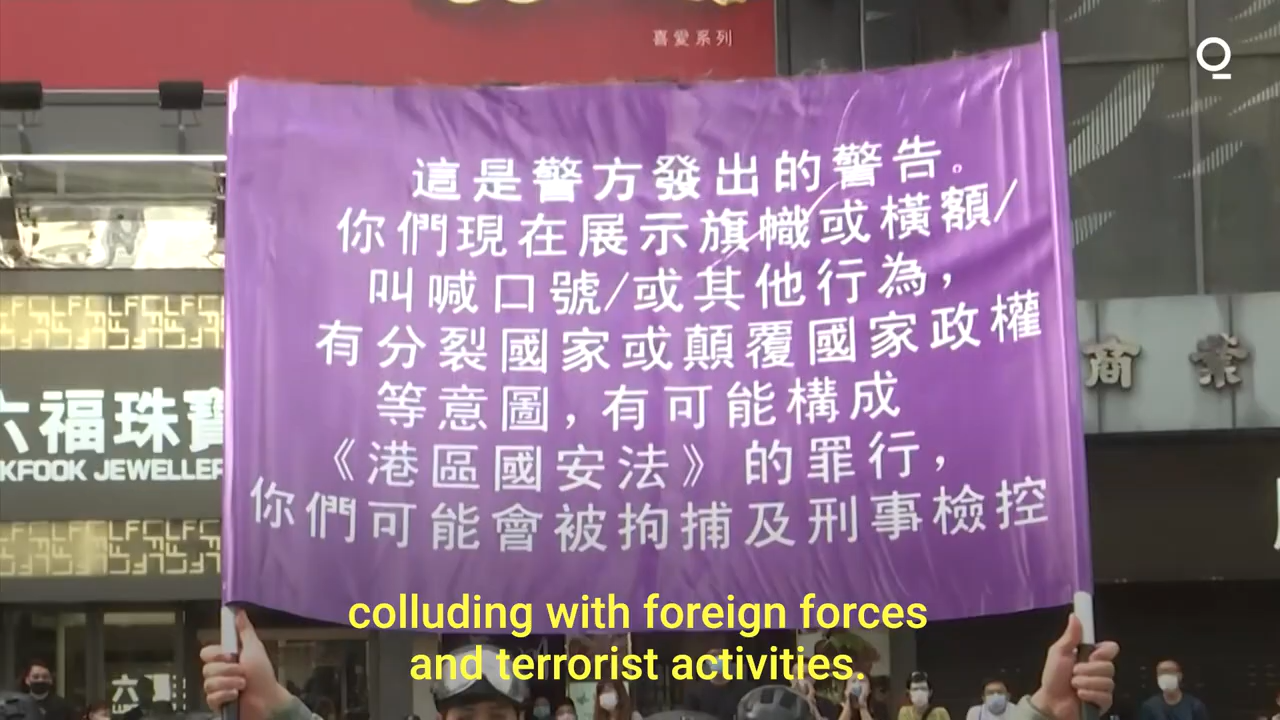 喜愛系列
這是警方發出的警告。
你們現在展示旗幟或橫額/
叫喊口號/或其他行為,
有分裂國家或顛覆國家政權
等意圖,有可能構成
《港區國安法》的罪行,
你們可能會被拘捕及刑事檢控
六福珠寶
KFOOK JEWELLER
商業
colluding with foreign forces
and terrorist activities.
六